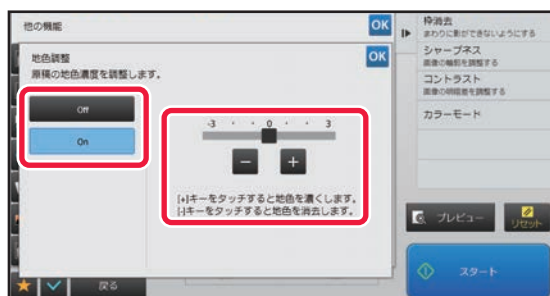 他の機能
OK
地色調整
OK
原稿の地色濃度を調整します。
Off
On
-3 ・ ・ 0 ・ ・ 3
− +
[+]キーをタッチすると地色を濃くします。
[-]キーをタッチすると地色を消去します。
戻る
枠消去
まわりに影ができないようにする
シャープネス
画像の輪郭を調整する
コントラスト
画像の明暗差を調整する
カラーモード
プレビュー
リセット
スタート